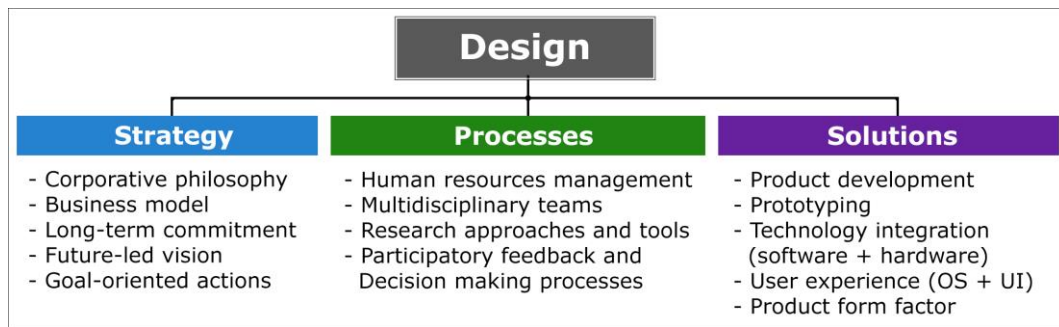 Design
Strategy
- Corporative philosophy
- Business model
- Long-term commitment
- Future-led vision
- Goal-oriented actions
Processes
- Human resources management
- Multidisciplinary teams
- Research approaches and tools
- Participatory feedback and
Decision making processes
Solutions
- Product development
- Prototyping
- Technology integration
(software + hardware)
- User experience (OS + UI)
- Product form factor